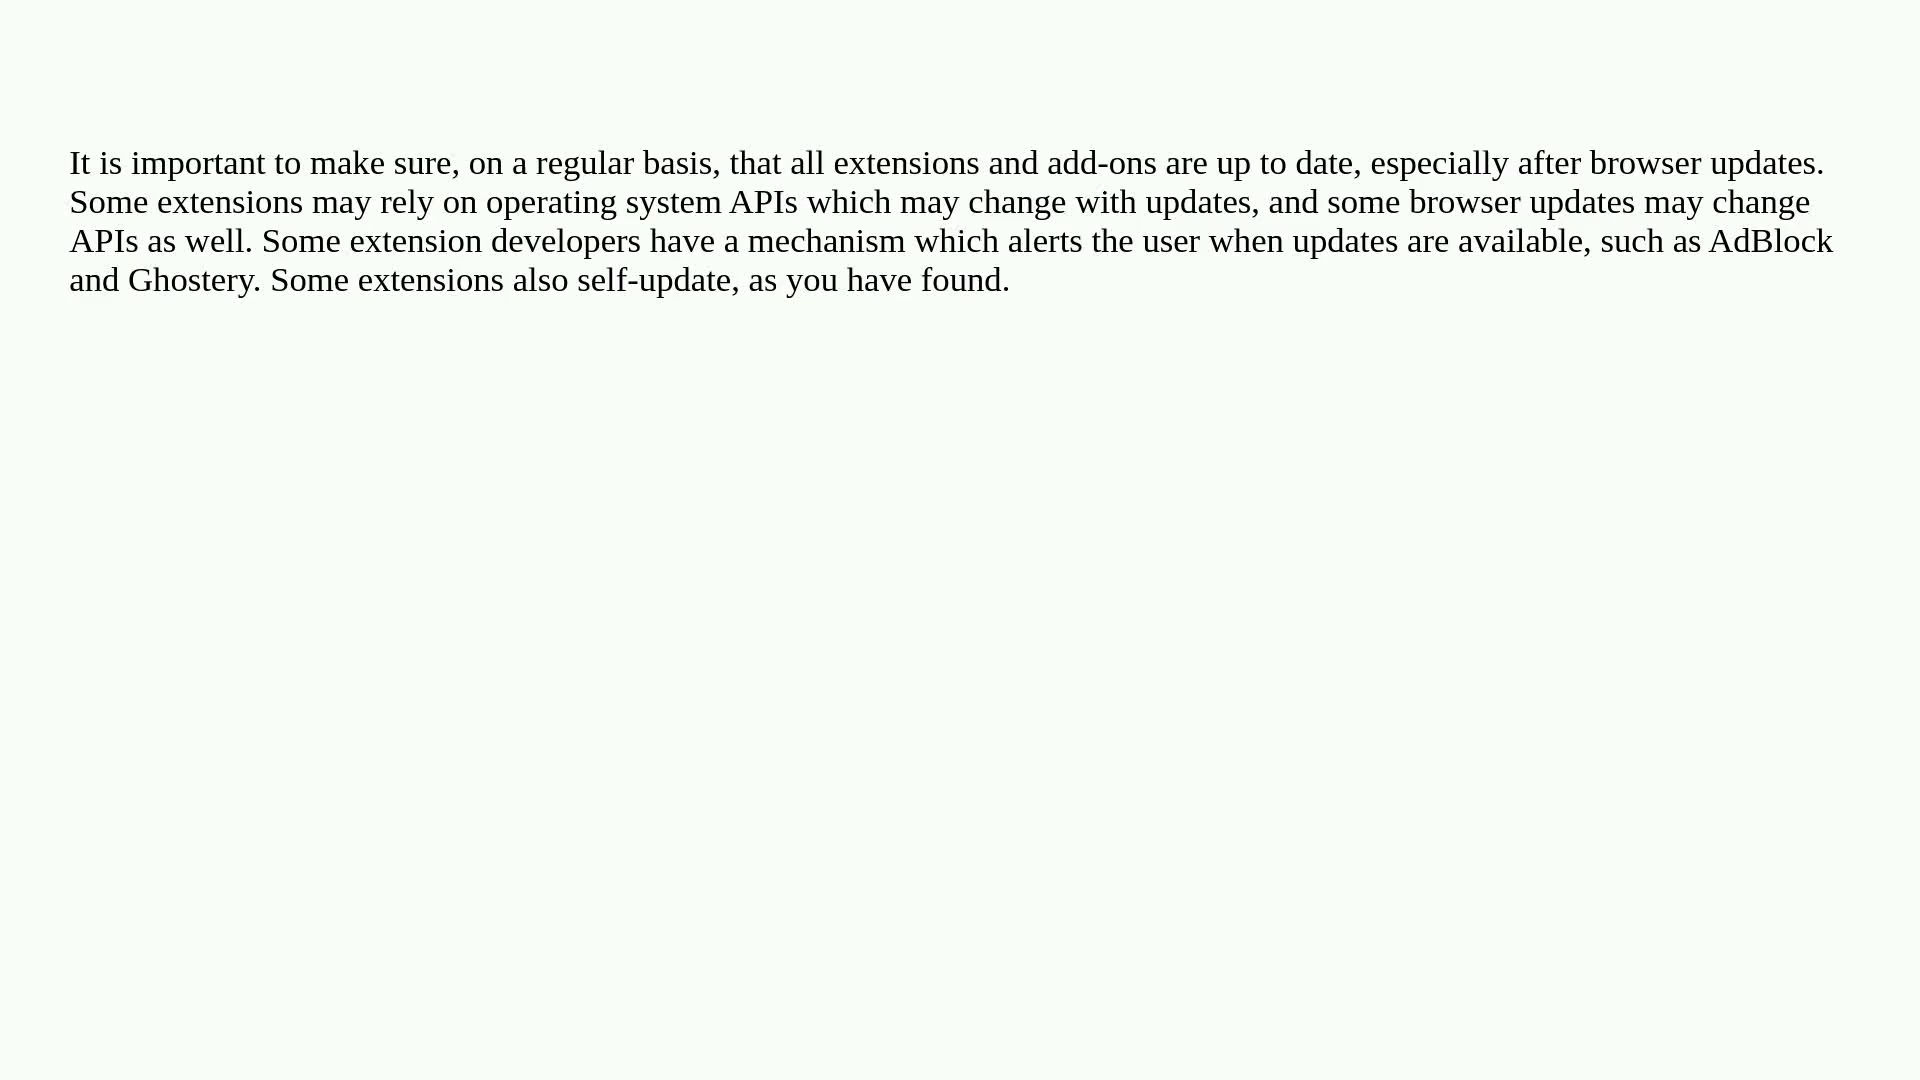 It is important to make sure, on a regular basis, that all extensions and add-ons are up to date, especially after browser updates.
Some extensions may rely on operating system APIs which may change with updates, and some browser updates may change
APIs as well. Some extension developers have a mechanism which alerts the user when updates are available, such as AdBlock
and Ghostery. Some extensions also self-update, as you have found.